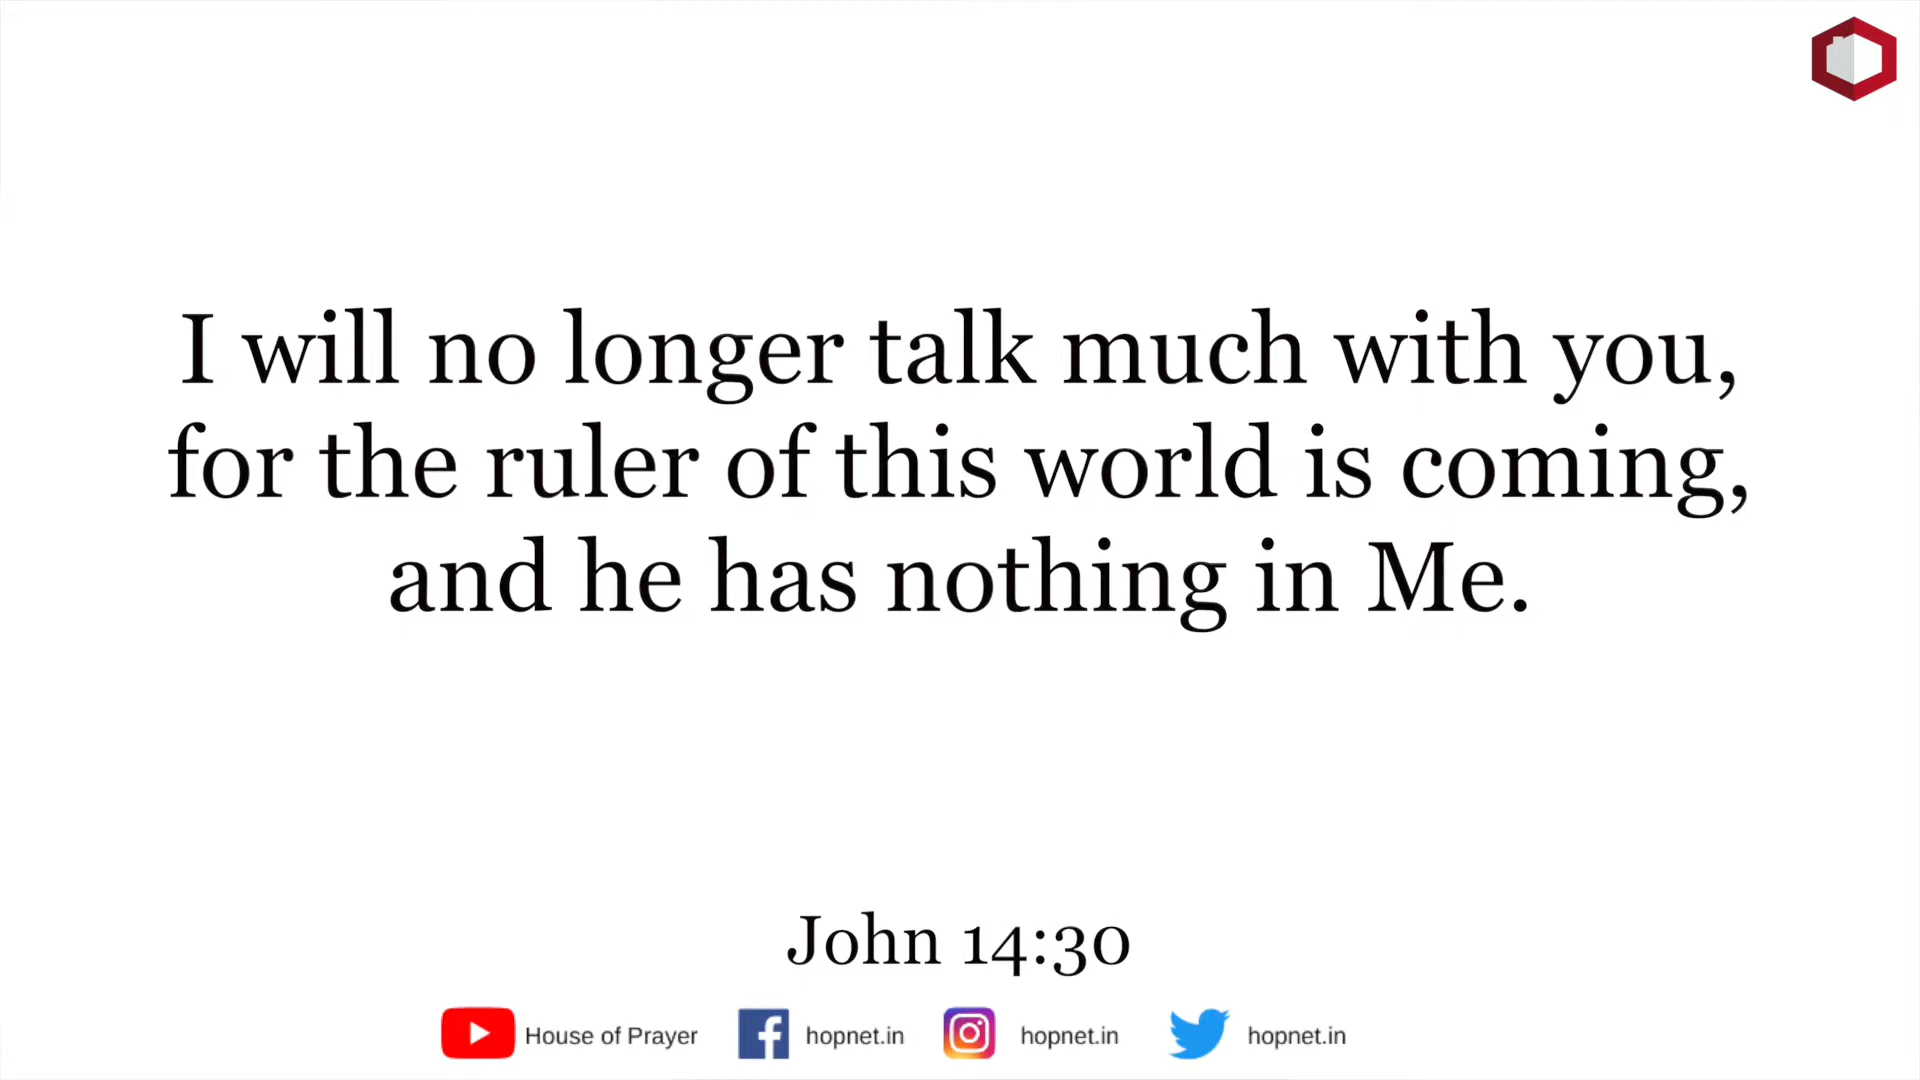 I will no longer talk much with you,
for the ruler of this world is coming,
and he has nothing in Me.
John 14:30
House of Prayer hopnet.in hopnet.in hopnet.in